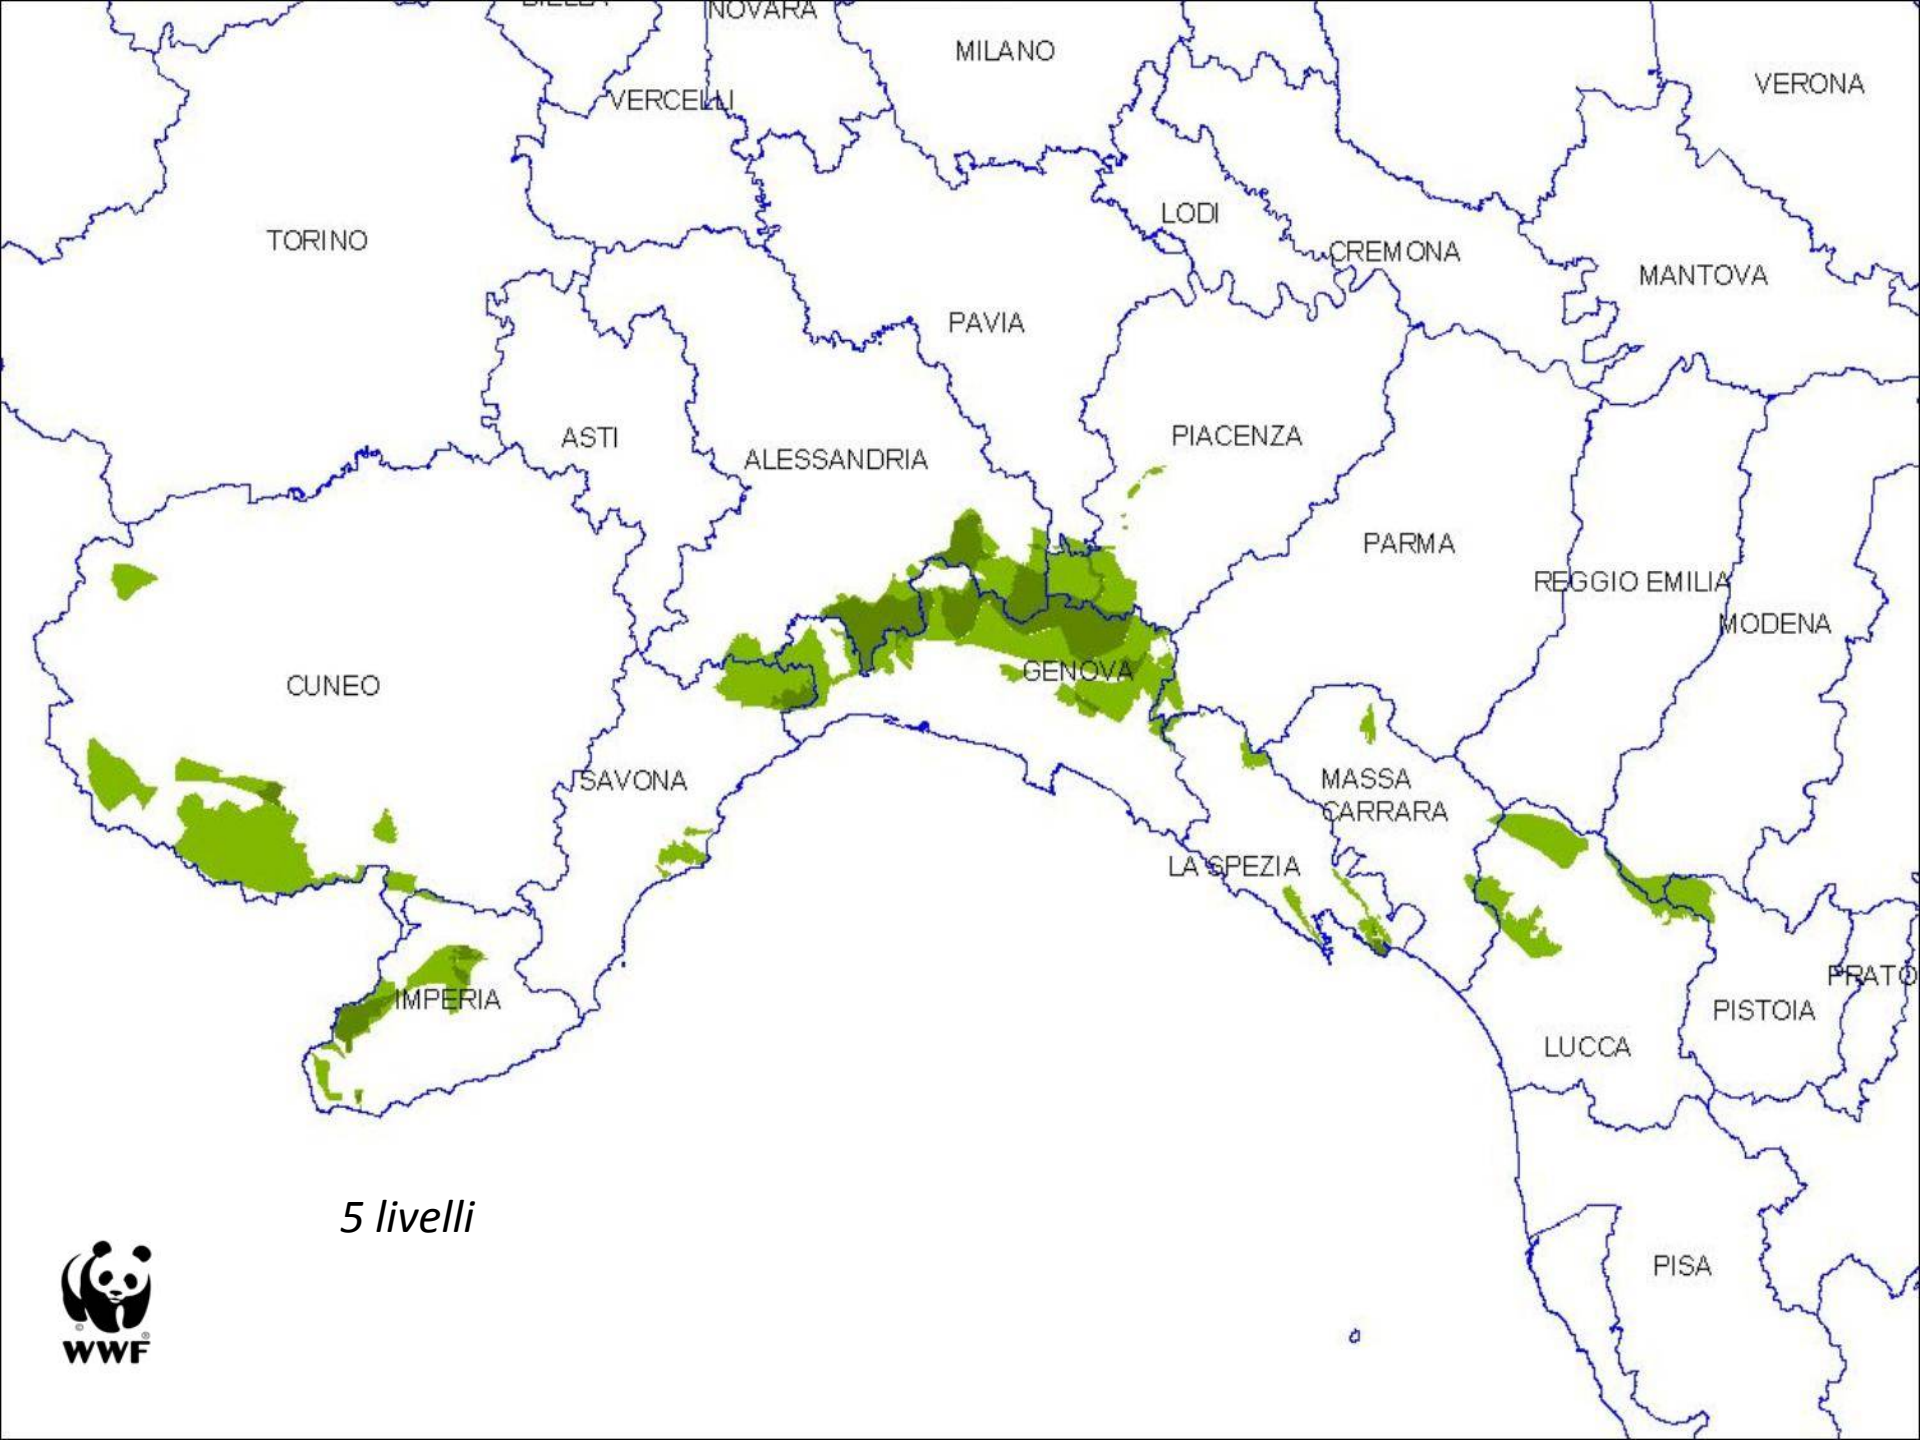 BIELLA
NOVARA
MILANO
VERCELLI
VERONA
LODI
TORINO
CREMONA
MANTOVA
PAVIA
ASTI
PIACENZA
ALESSANDRIA
PARMA
REGGIO EMILIA
MODENA
GENOVA
CUNEO
SAVONA
MASSA
CARRARA
LA SPEZIA
PRATO
IMPERIA
PISTOIA
LUCCA
5 livelli
PISA
©
®
WWF